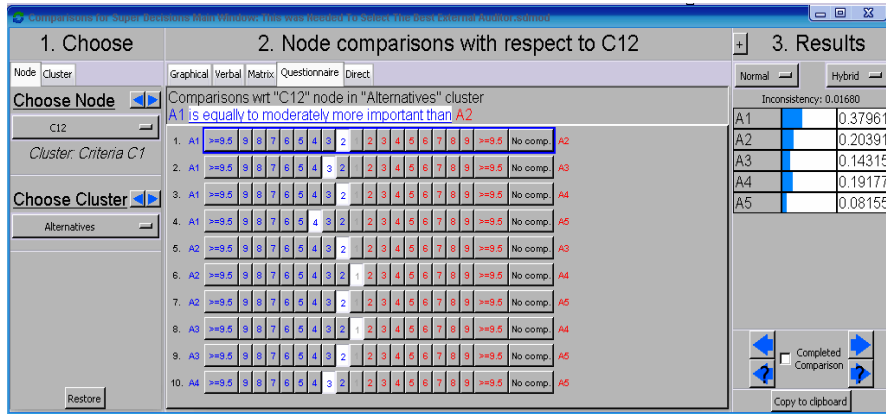 Comparisons for Super Decisions Main Window: This was Needed To Select The Best External Auditor.sdmod
1. Choose
2. Node comparisons with respect to C12
+ 3. Results
Node Cluster
Graphical Verbal Matrix Questionnaire Direct
Normal Hybrid
Choose Node
Comparisons wrt "C12" node in "Alternatives" cluster
A1 is equally to moderately more important than A2
Inconsistency: 0.01680
C12
Cluster: Criteria C1
Choose Cluster
Alternatives
1. A1 >=9.5 9 8 7 6 5 4 3 2 1 2 3 4 5 6 7 8 9 >=9.5 No comp. A2
2. A1 >=9.5 9 8 7 6 5 4 3 2 1 2 3 4 5 6 7 8 9 >=9.5 No comp. A3
3. A1 >=9.5 9 8 7 6 5 4 3 2 1 2 3 4 5 6 7 8 9 >=9.5 No comp. A4
4. A1 >=9.5 9 8 7 6 5 4 3 2 1 2 3 4 5 6 7 8 9 >=9.5 No comp. A5
5. A2 >=9.5 9 8 7 6 5 4 3 2 1 2 3 4 5 6 7 8 9 >=9.5 No comp. A3
6. A2 >=9.5 9 8 7 6 5 4 3 2 1 2 3 4 5 6 7 8 9 >=9.5 No comp. A4
7. A2 >=9.5 9 8 7 6 5 4 3 2 1 2 3 4 5 6 7 8 9 >=9.5 No comp. A5
8. A3 >=9.5 9 8 7 6 5 4 3 2 1 2 3 4 5 6 7 8 9 >=9.5 No comp. A4
9. A3 >=9.5 9 8 7 6 5 4 3 2 1 2 3 4 5 6 7 8 9 >=9.5 No comp. A5
10. A4 >=9.5 9 8 7 6 5 4 3 2 1 2 3 4 5 6 7 8 9 >=9.5 No comp. A5
A1 0.37961
A2 0.20391
A3 0.14315
A4 0.19177
A5 0.08155
Restore
Completed
Comparison
? ?
Copy to clipboard